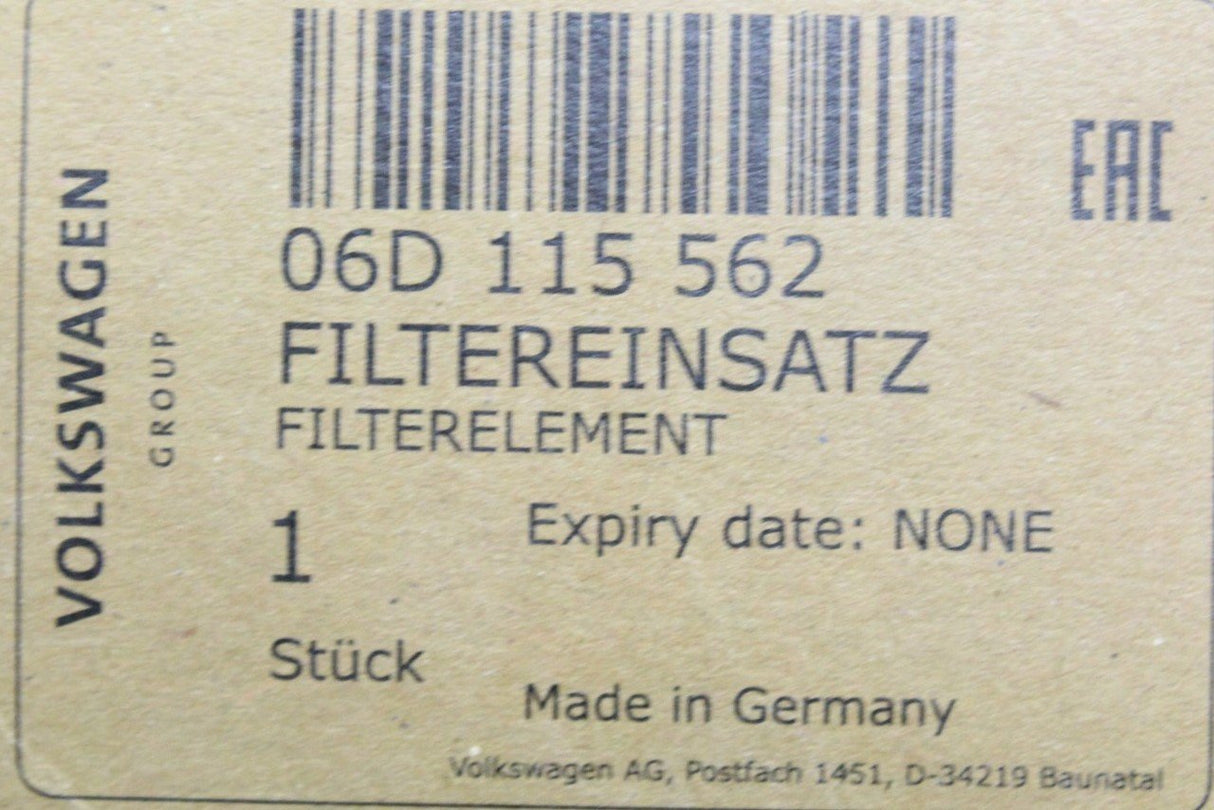 VOLKSWAGEN
GROUP
EAC
06D 115 562
FILTEREINSATZ
FILTERELEMENT
1
Expiry date: NONE
Stück
Made in Germany
Volkswagen AG, Postfach 1451, D-34219 Baunatal